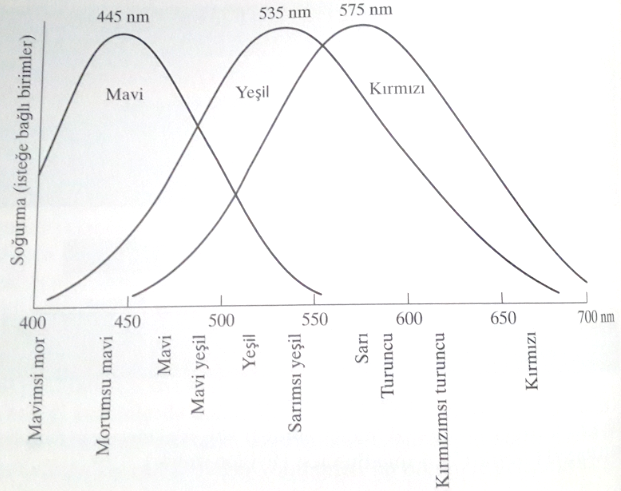 445 nm
535 nm
575 nm
Mavi
Yeşil
Kırmızı
Soğurma (isteğe bağlı birimler)
400
450
500
550
600
650
700 nm
Mavimsi mor
Morumsu mavi
Mavi
Mavi yeşil
Yeşil
Sarımsı yeşil
Sarı
Turuncu
Kırmızımsı turuncu
Kırmızı